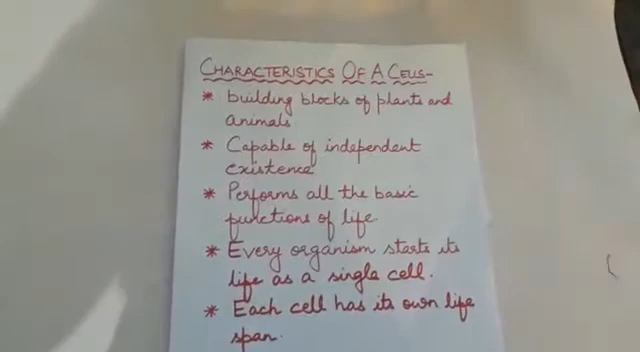 CHARACTERISTICS OF A CELLS-
* building blocks of plants and
animals
* Capable of independent
existence
* Performs all the basic
functions of life.
* Every organism starts its
life as a single cell.
* Each cell has its own life
span.